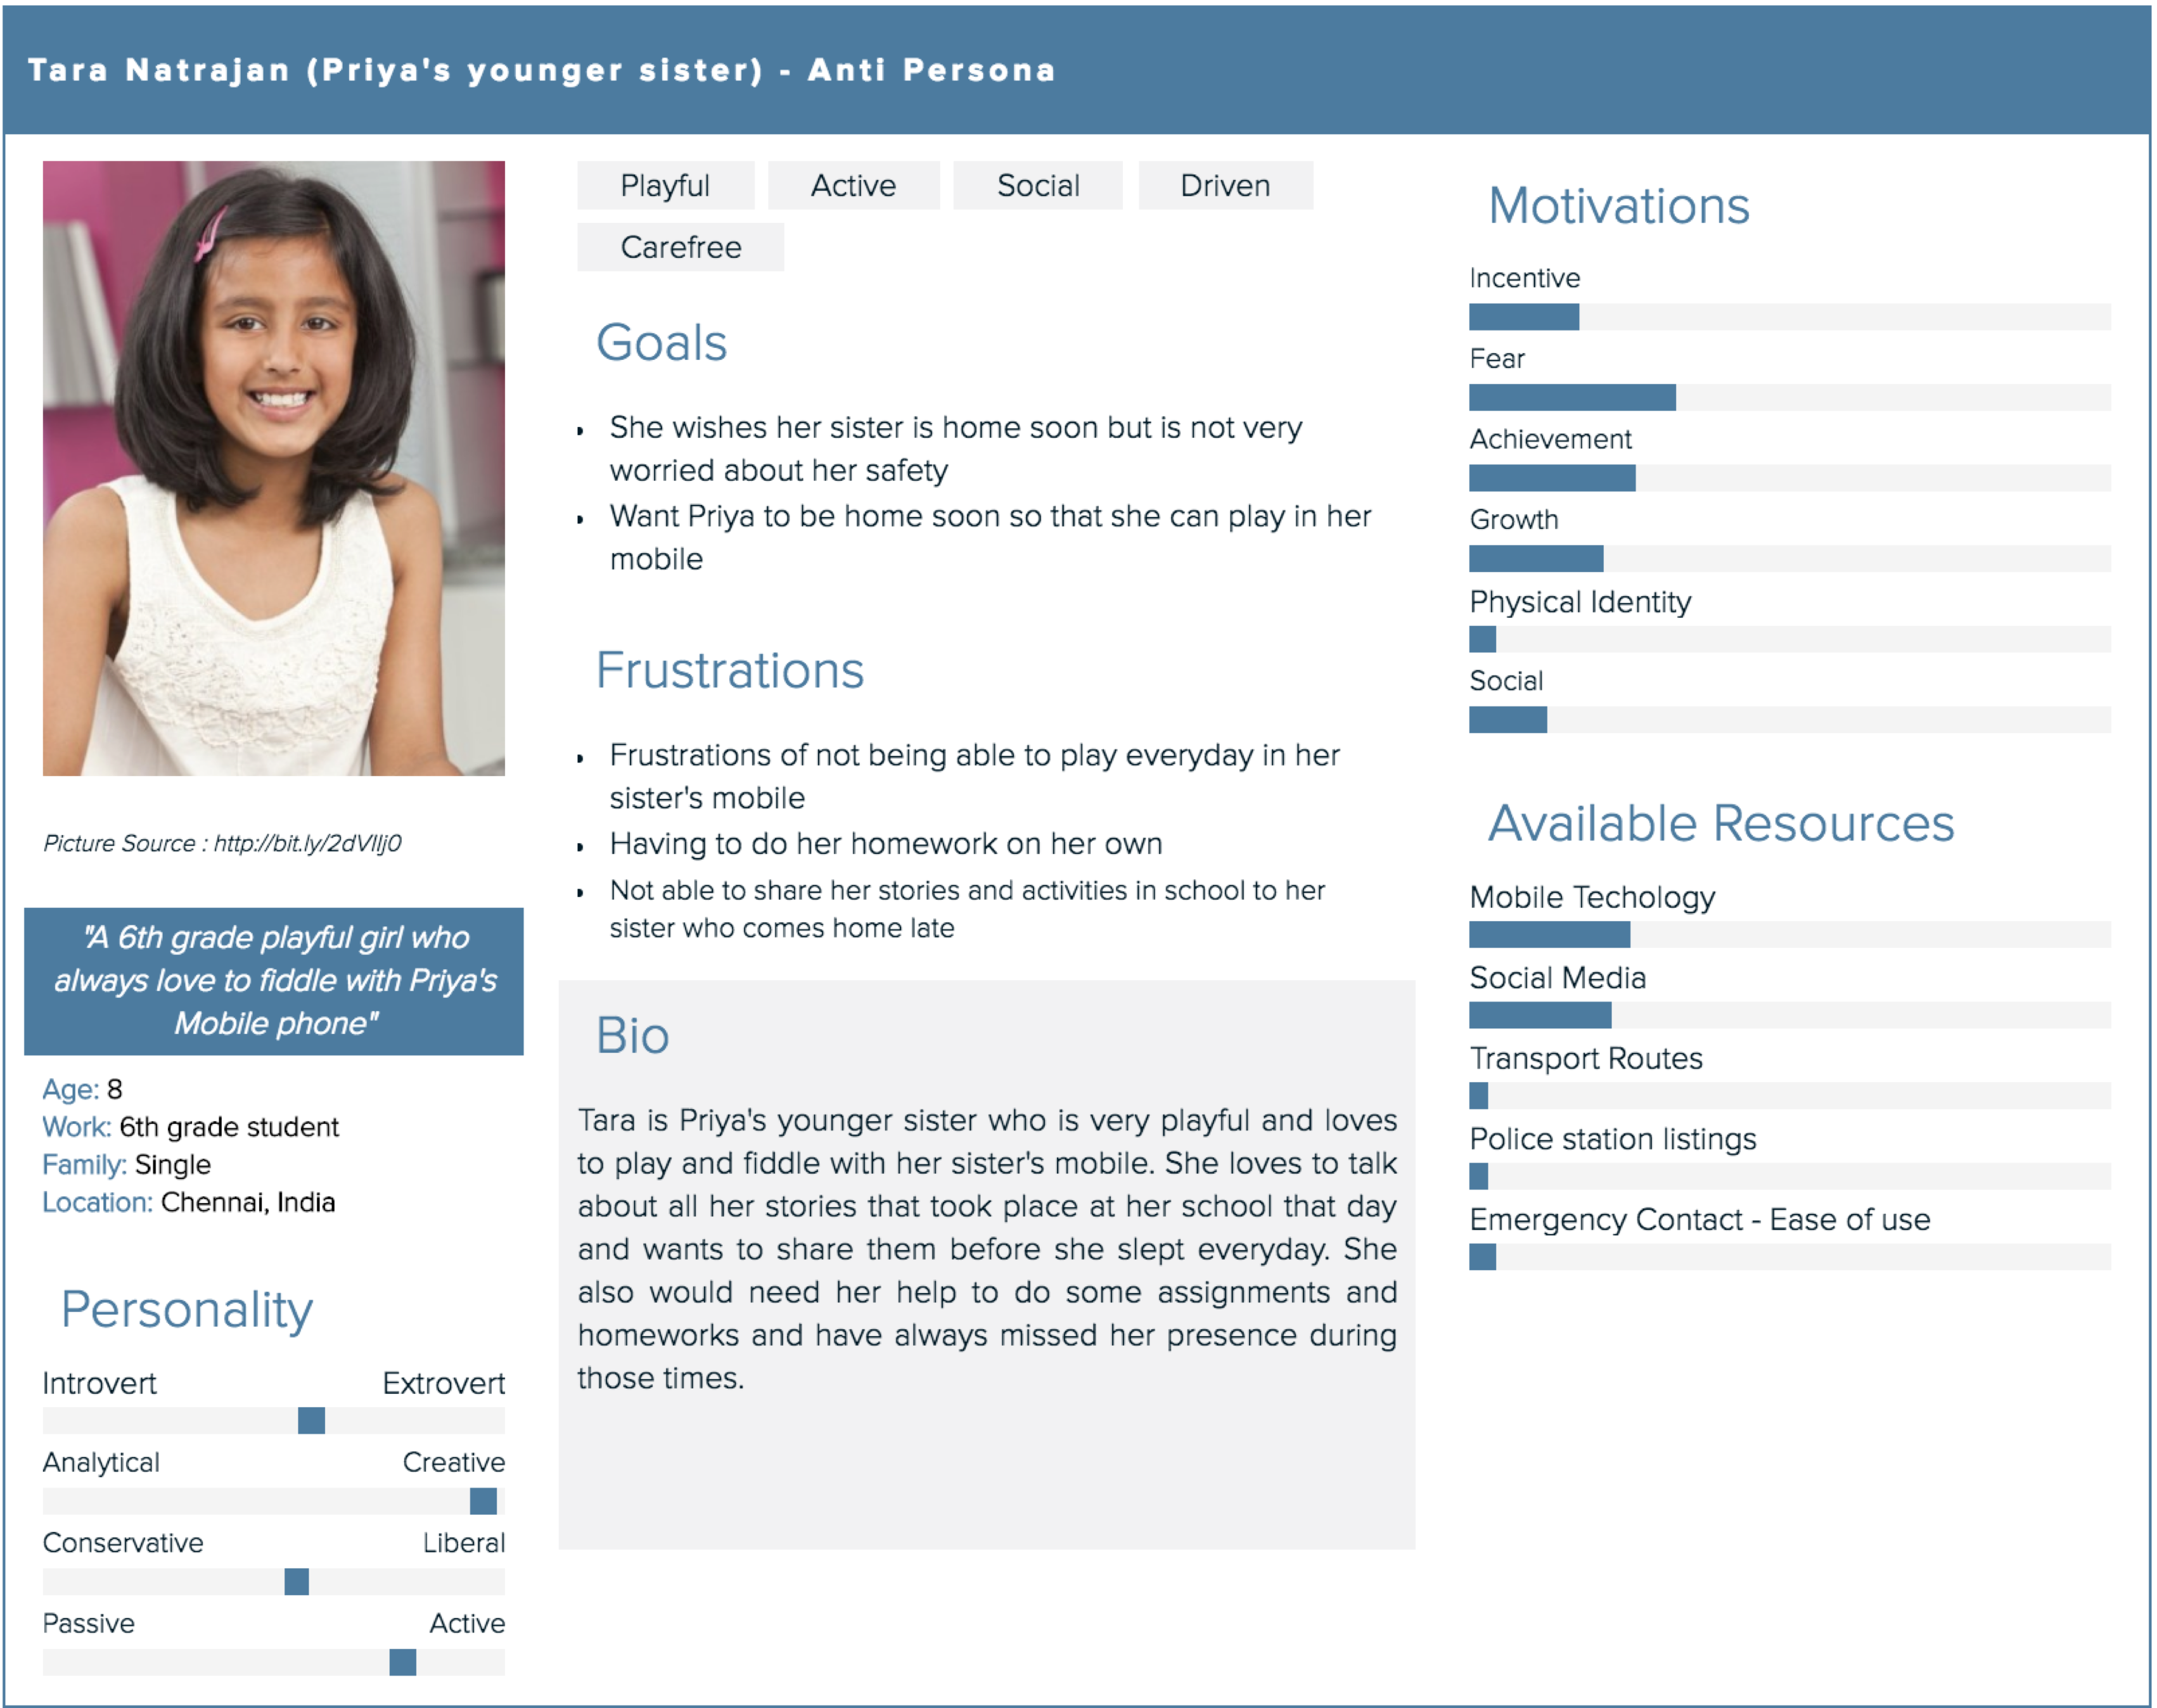 Tara Natrajan (Priya's younger sister) - Anti Persona
Picture Source : http://bit.ly/2dVIlj0
"A 6th grade playful girl who
always love to fiddle with Priya's
Mobile phone"
Age: 8
Work: 6th grade student
Family: Single
Location: Chennai, India
Personality
Introvert Extrovert
Analytical Creative
Conservative Liberal
Passive Active
Playful Active Social Driven
Carefree
Goals
She wishes her sister is home soon but is not very
worried about her safety
Want Priya to be home soon so that she can play in her
mobile
Frustrations
Frustrations of not being able to play everyday in her
sister's mobile
Having to do her homework on her own
Not able to share her stories and activities in school to her
sister who comes home late
Bio
Tara is Priya's younger sister who is very playful and loves
to play and fiddle with her sister's mobile. She loves to talk
about all her stories that took place at her school that day
and wants to share them before she slept everyday. She
also would need her help to do some assignments and
homeworks and have always missed her presence during
those times.
Motivations
Incentive
Fear
Achievement
Growth
Physical Identity
Social
Available Resources
Mobile Techology
Social Media
Transport Routes
Police station listings
Emergency Contact - Ease of use